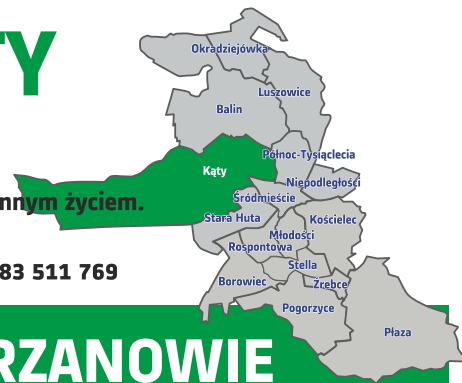 TY
Okradziejówka
Luszowice
Balin
Północ-Tysiąclecia
Kąty
Niepodległości
Śródmieście
nnym życiem.
Stara Huta
Kościelec
Młodości
Rospontowa
Stella
83 511 769
Borowiec
Źrebce
Pogorzyce
Płaza
RZANOWIE